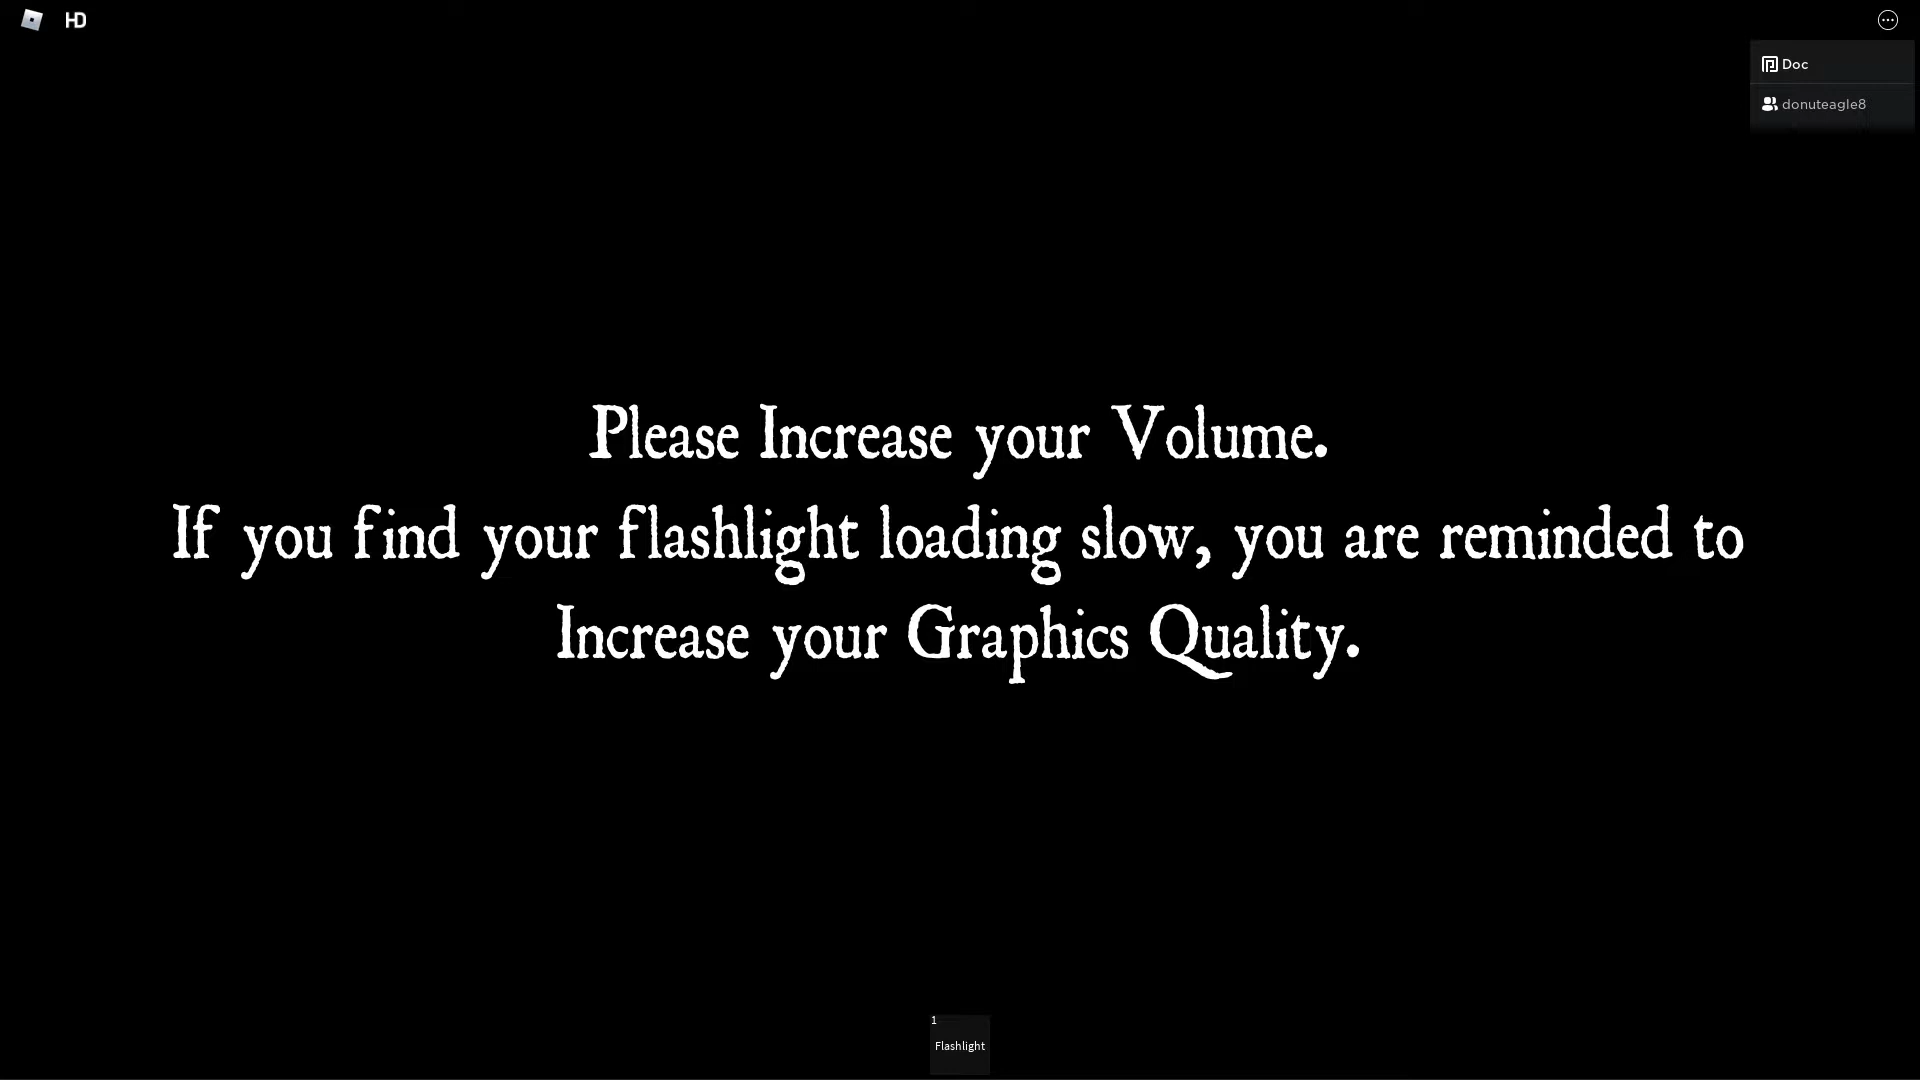 HD
Doc
donuteagle8
Please Increase your Volume.
If you find your flashlight loading slow, you are reminded to
Increase your Graphics Quality.
1
Flashlight